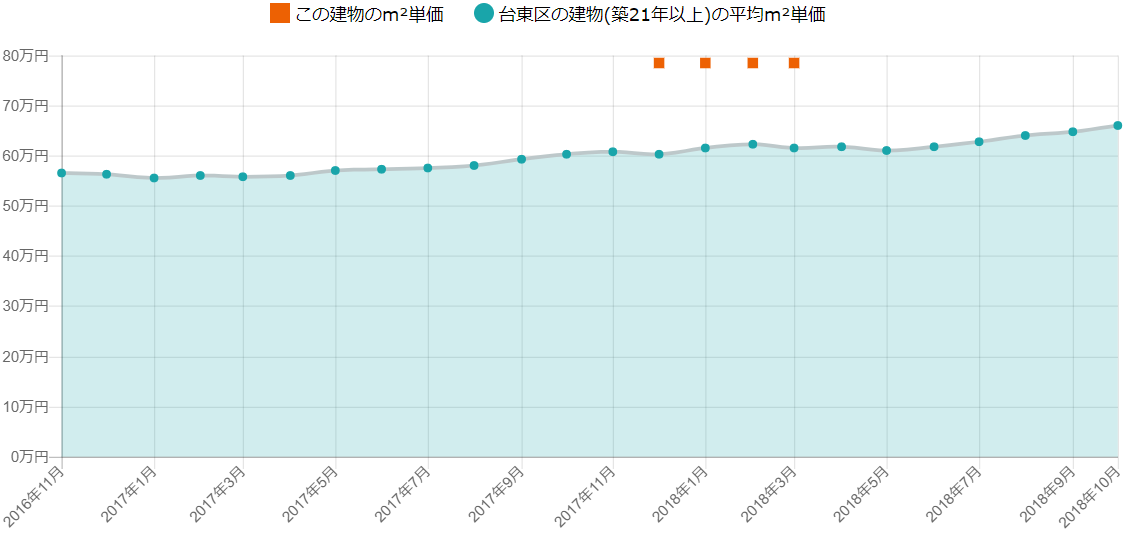 この建物のm²単価
台東区の建物(築21年以上)の平均m²単価
80万円
70万円
60万円
50万円
40万円
30万円
20万円
10万円
0万円
2016年11月
2017年1月
2017年3月
2017年5月
2017年7月
2017年9月
2017年11月
2018年1月
2018年3月
2018年5月
2018年7月
2018年9月
2018年10月